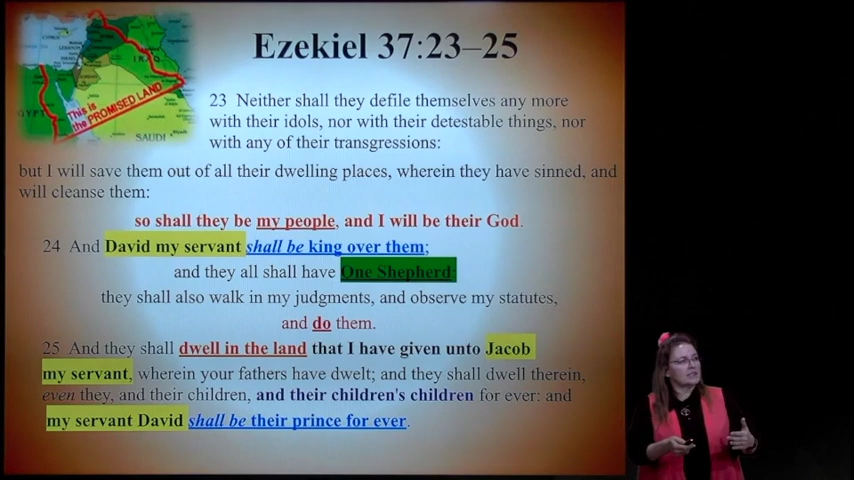 Ezekiel 37:23–25
CYPRUS
LEBANON
IRAQ
JORDAN
This is
the PROMISED LAND
SAUDI
23 Neither shall they defile themselves any more
with their idols, nor with their detestable things, nor
with any of their transgressions:
but I will save them out of all their dwelling places, wherein they have sinned, and
will cleanse them:
so shall they be my people, and I will be their God.
24 And David my servant shall be king over them;
and they all shall have One Shepherd:
they shall also walk in my judgments, and observe my statutes,
and do them.
25 And they shall dwell in the land that I have given unto Jacob
my servant, wherein your fathers have dwelt; and they shall dwell therein,
even they, and their children, and their children's children for ever: and
my servant David shall be their prince for ever.